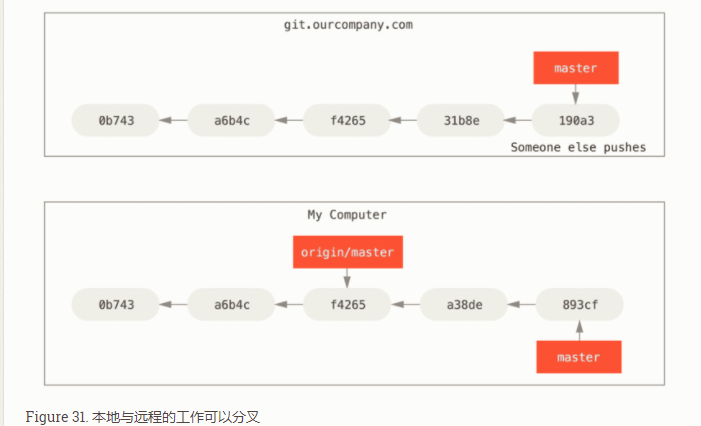 git.ourcompany.com
master
0b743 a6b4c f4265 31b8e 190a3
Someone else pushes
My Computer
origin/master
0b743 a6b4c f4265 a38de 893cf
master
Figure 31. 本地与远程的工作可以分叉